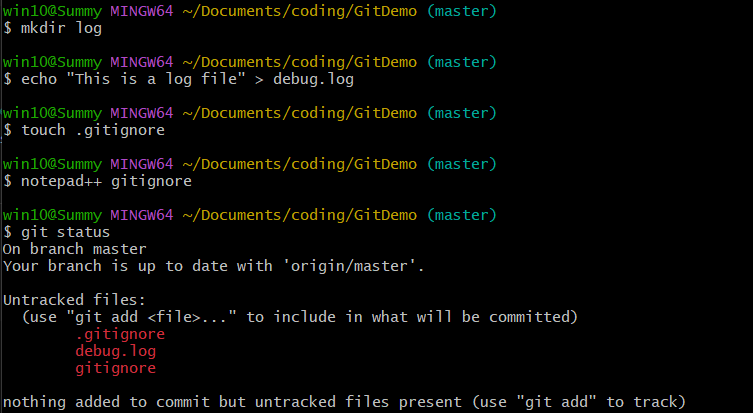 win10@Summy MINGW64 ~/Documents/coding/GitDemo (master)
$ mkdir log
win10@Summy MINGW64 ~/Documents/coding/GitDemo (master)
$ echo "This is a log file" > debug.log
win10@Summy MINGW64 ~/Documents/coding/GitDemo (master)
$ touch .gitignore
win10@Summy MINGW64 ~/Documents/coding/GitDemo (master)
$ notepad++ gitignore
win10@Summy MINGW64 ~/Documents/coding/GitDemo (master)
$ git status
On branch master
Your branch is up to date with 'origin/master'.
Untracked files:
(use "git add <file>..." to include in what will be committed)
.gitignore
debug.log
gitignore
nothing added to commit but untracked files present (use "git add" to track)